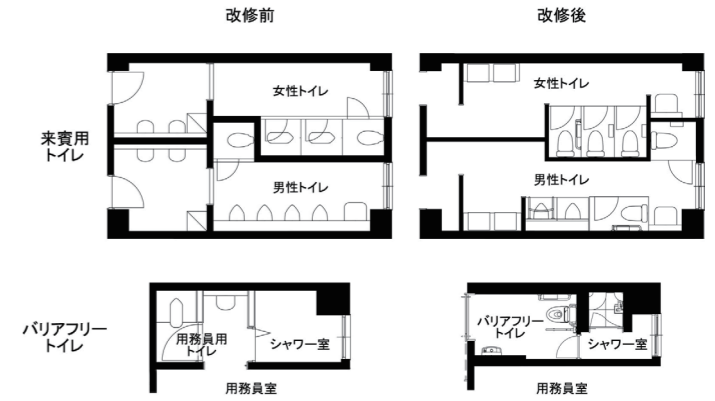 改修前
改修後
来賓用
トイレ
女性トイレ
男性トイレ
女性トイレ
男性トイレ
バリアフリー
トイレ
用務員用
トイレ
シャワー室
用務員室
バリアフリー
トイレ
シャワー室
用務員室